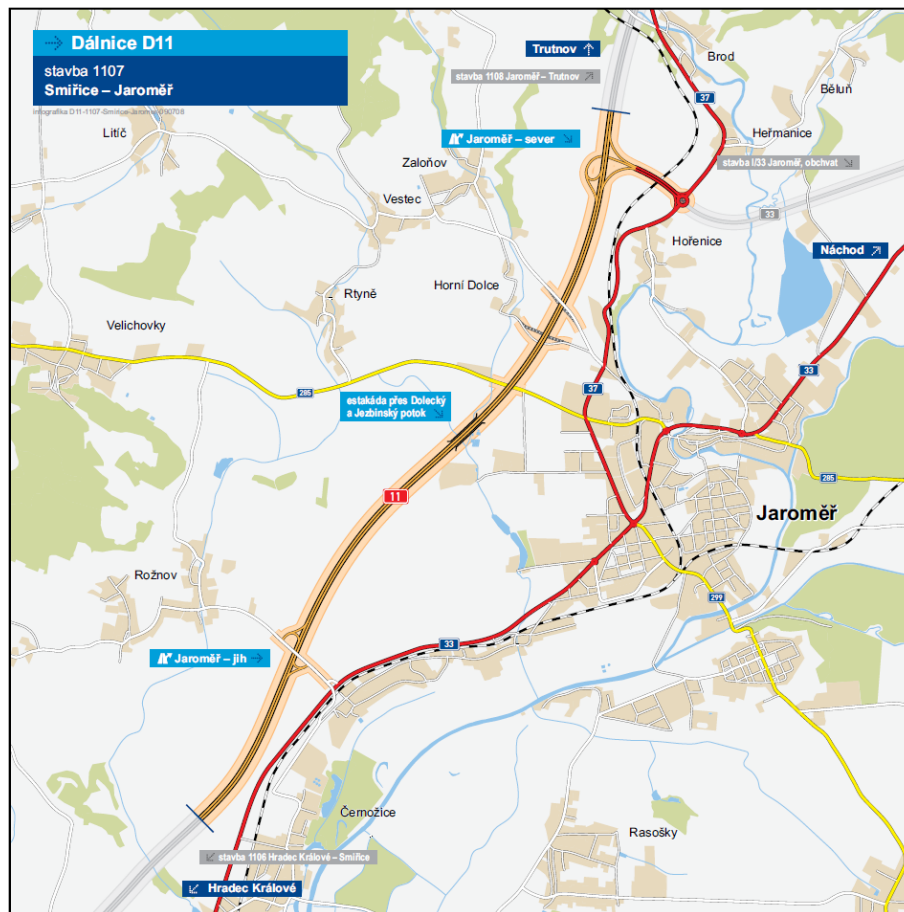 Dálnice D11
stavba 1107
Smiřice – Jaroměř
Litíč
Trutnov
stavba 1108 Jaroměř – Trutnov
Brod
37
Běluň
Heřmanice
Jaroměř – sever
Zaloňov
stavba I/33 Jaroměř, obchvat
Vestec
33
Hořenice
Náchod
Rtyně
Horní Dolce
Velichovky
285
37
33
estakáda přes Dolecký
a Jezbinský potok
285
11
Jaroměř
Rožnov
299
33
Jaroměř – jih
Černožice
Rasošky
stavba 1106 Hradec Králové – Smiřice
Hradec Králové